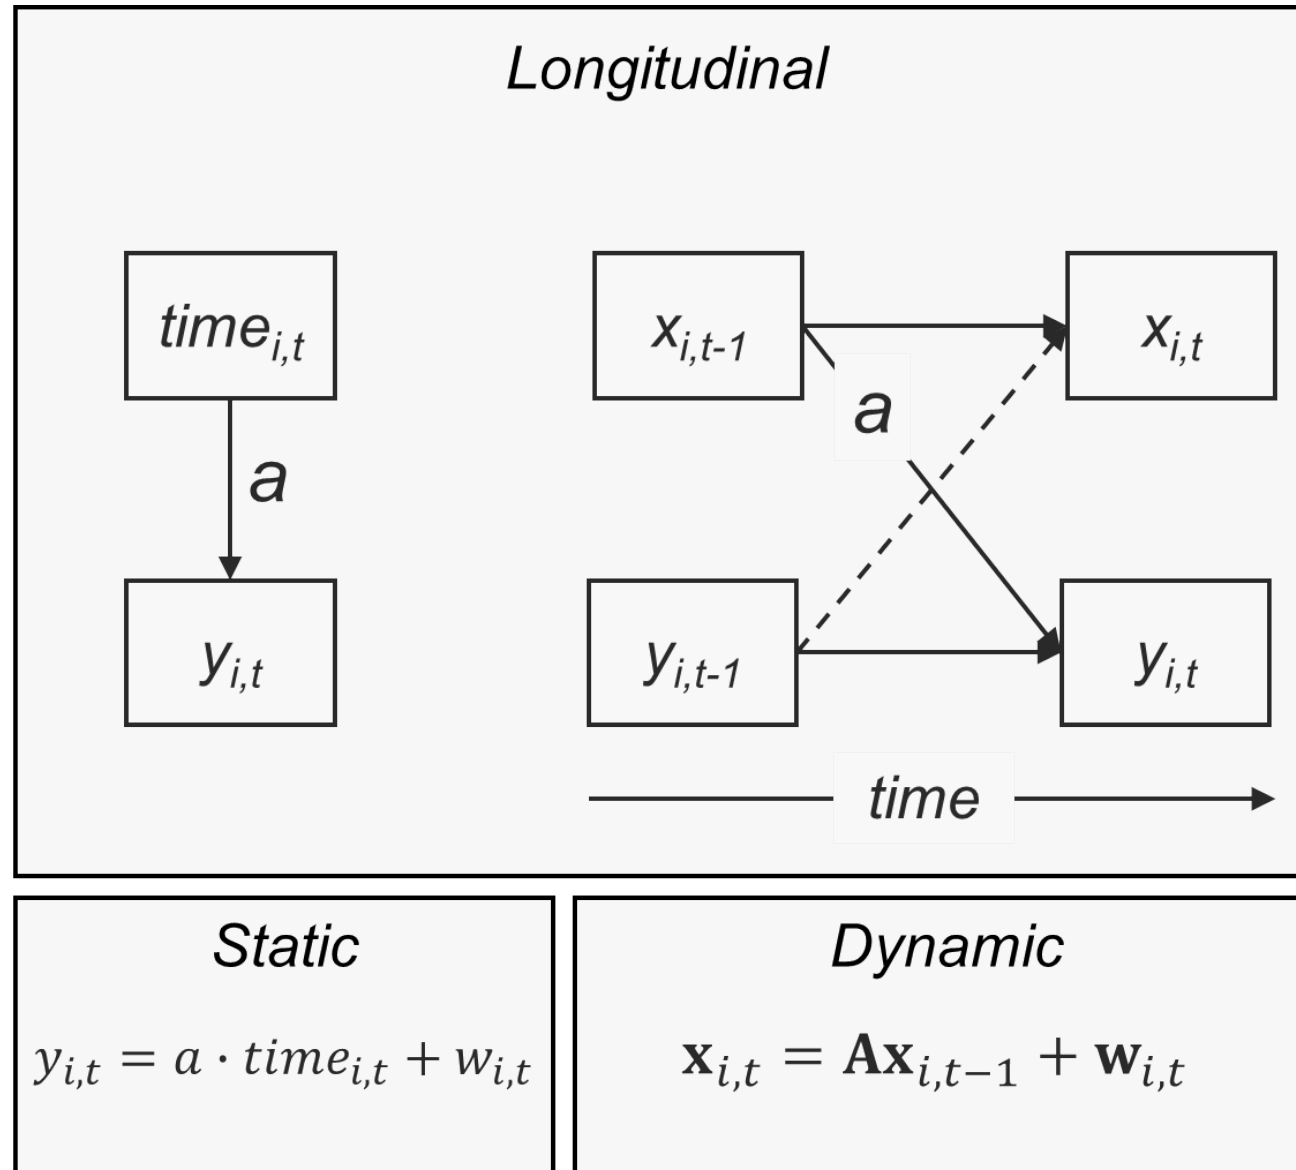 Longitudinal
time_{i,t}
a
y_{i,t}
x_{i,t-1}
x_{i,t}
a
y_{i,t-1}
y_{i,t}
time
Static
y_{i,t} = a · time_{i,t} + w_{i,t}
Dynamic
𝐱_{i,t} = 𝐀𝐱_{i,t−1} + 𝐰_{i,t}